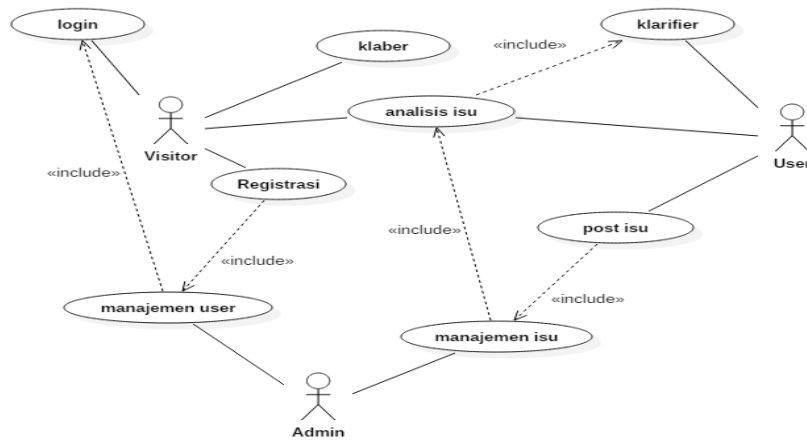 login
klarifier
klaber
«include»
analisis isu
Visitor
User
«include»
Registrasi
«include»
post isu
«include»
«include»
manajemen user
manajemen isu
Admin